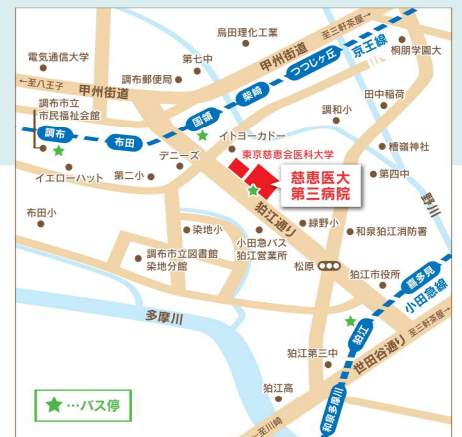 鳥田理化工業
至三軒茶屋→
電気通信大学
第七中
甲州街道
つつじヶ丘
京王線
桐朋学園大
←至八王子
甲州街道
調布郵便局
柴崎
田中稲荷
調布市立
市民福祉会館
国領
調和小
調布
布田
イトーヨーカドー
デニーズ
東京慈恵会医科大学
糟嶺神社
イエローハット
第二小
慈恵医大
第三病院
第四中
野川
布田小
狛江通り
染地小
小田急バス
狛江営業所
緑野小
和泉狛江消防署
調布市立図書館
染地分館
松原
狛江市役所
喜多見
小田急線
多摩川
至三軒茶屋→
狛江
世田谷通り
狛江第三中
狛江高
和泉多摩川
←至川崎
★…バス停